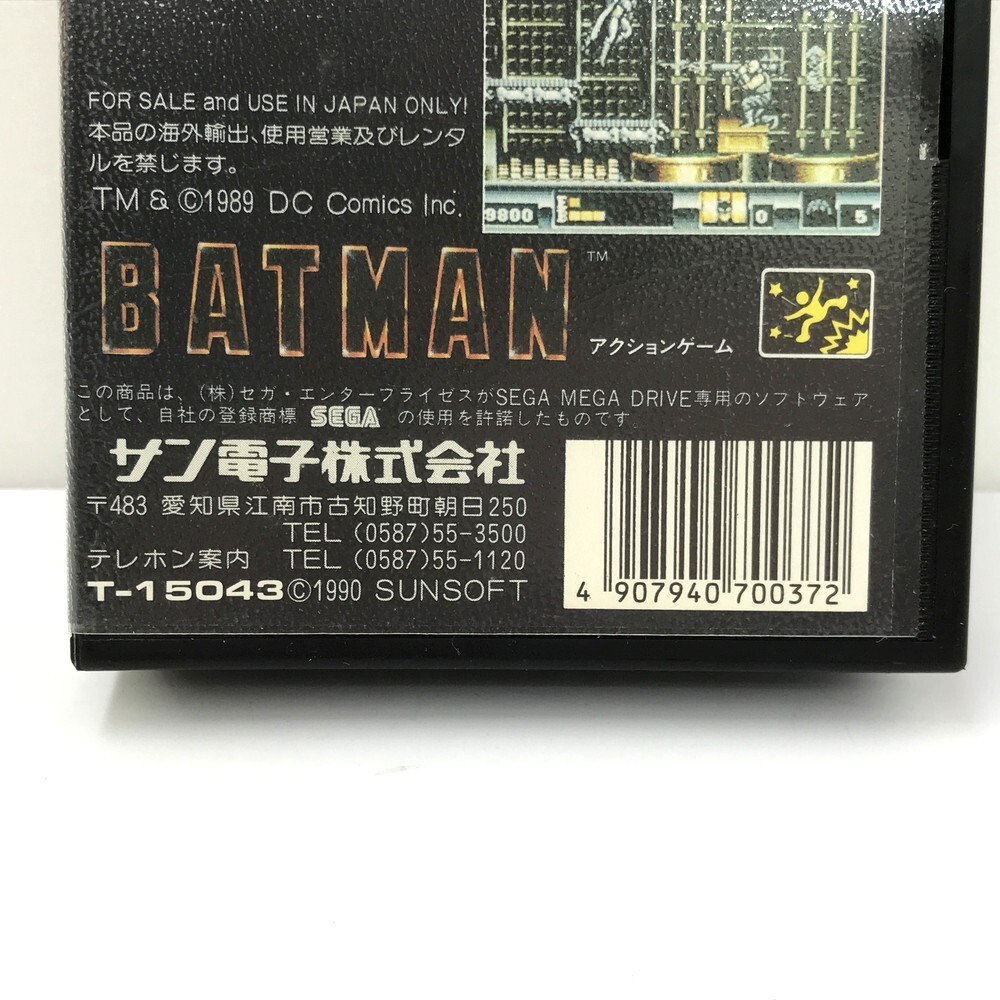 FOR SALE and USE IN JAPAN ONLY!
本品の海外輸出、使用営業及びレンタ
ルを禁じます。
TM & ©1989 DC Comics Inc.
9800
0
5
BATMAN™
アクションゲーム
この商品は、(株)セガ・エンタープライゼスがSEGA MEGA DRIVE専用のソフトウェア
として、自社の登録商標 SEGA の使用を許諾したものです
サン電子株式会社
〒483 愛知県江南市古知野町朝日250
TEL (0587)55-3500
テレホン案内 TEL (0587)55-1120
T-15043©1990 SUNSOFT
4 907940 700372